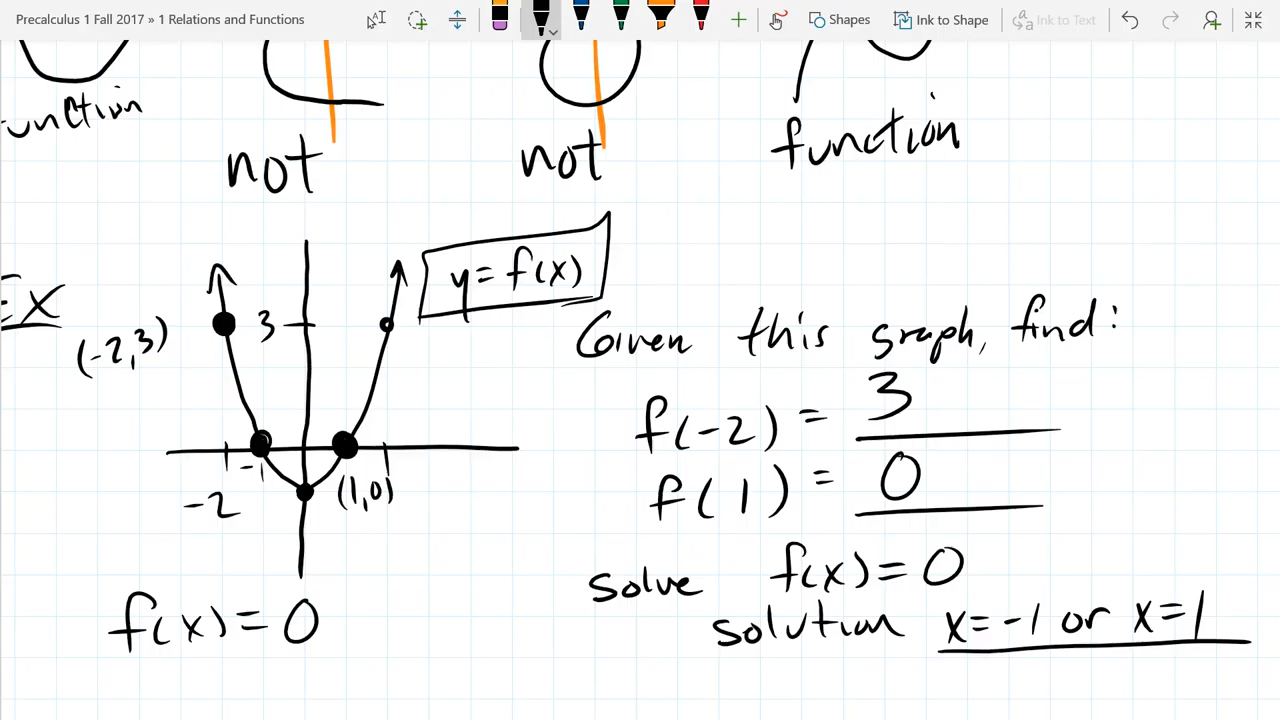 Precalculus 1 Fall 2017 » 1 Relations and Functions
Shapes
Ink to Shape
Ink to Text
function
not
not
function
EX
y = f(x)
(-2,3)
3
-1
-2
(1,0)
f(x) = 0
Given this graph, find:
f(-2) = 3
f(1) = 0
solve f(x) = 0
solution x = -1 or x = 1